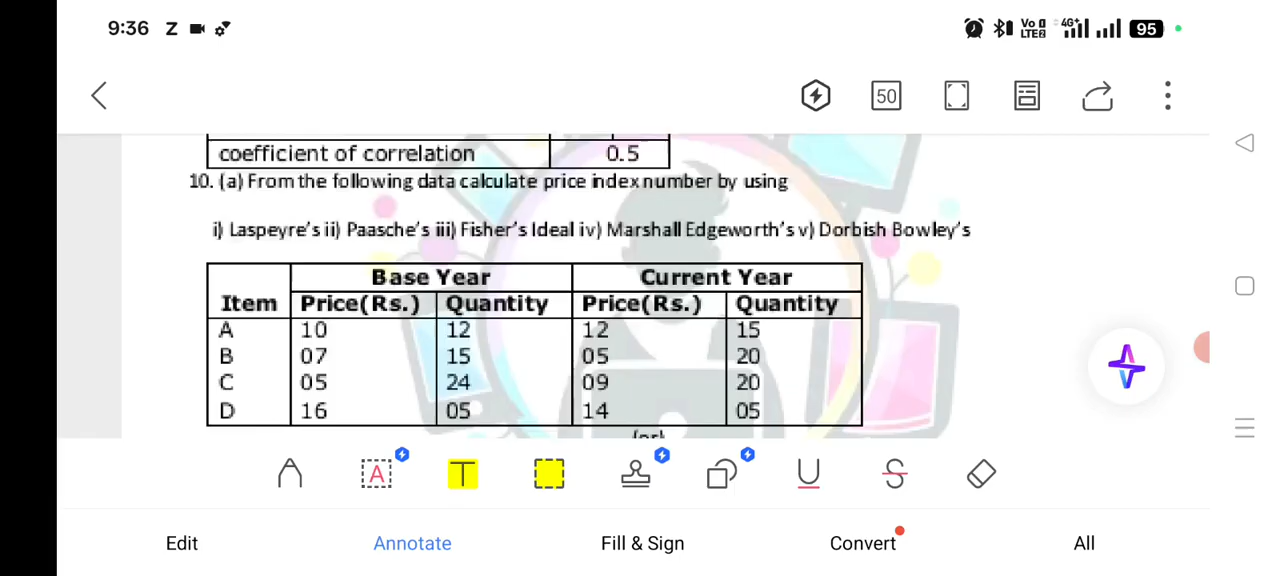 9:36 Z Vo LTE2 4G+ 95
50
coefficient of correlation 0.5
10. (a) From the following data calculate price index number by using
i) Laspeyre's ii) Paasche's iii) Fisher's Ideal iv) Marshall Edgeworth's v) Dorbish Bowley's
Base Year Current Year
Item Price(Rs.) Quantity Price(Rs.) Quantity
A 10 12 12 15
B 07 15 05 20
C 05 24 09 20
D 16 05 14 05
A T U S
Edit Annotate Fill & Sign Convert All